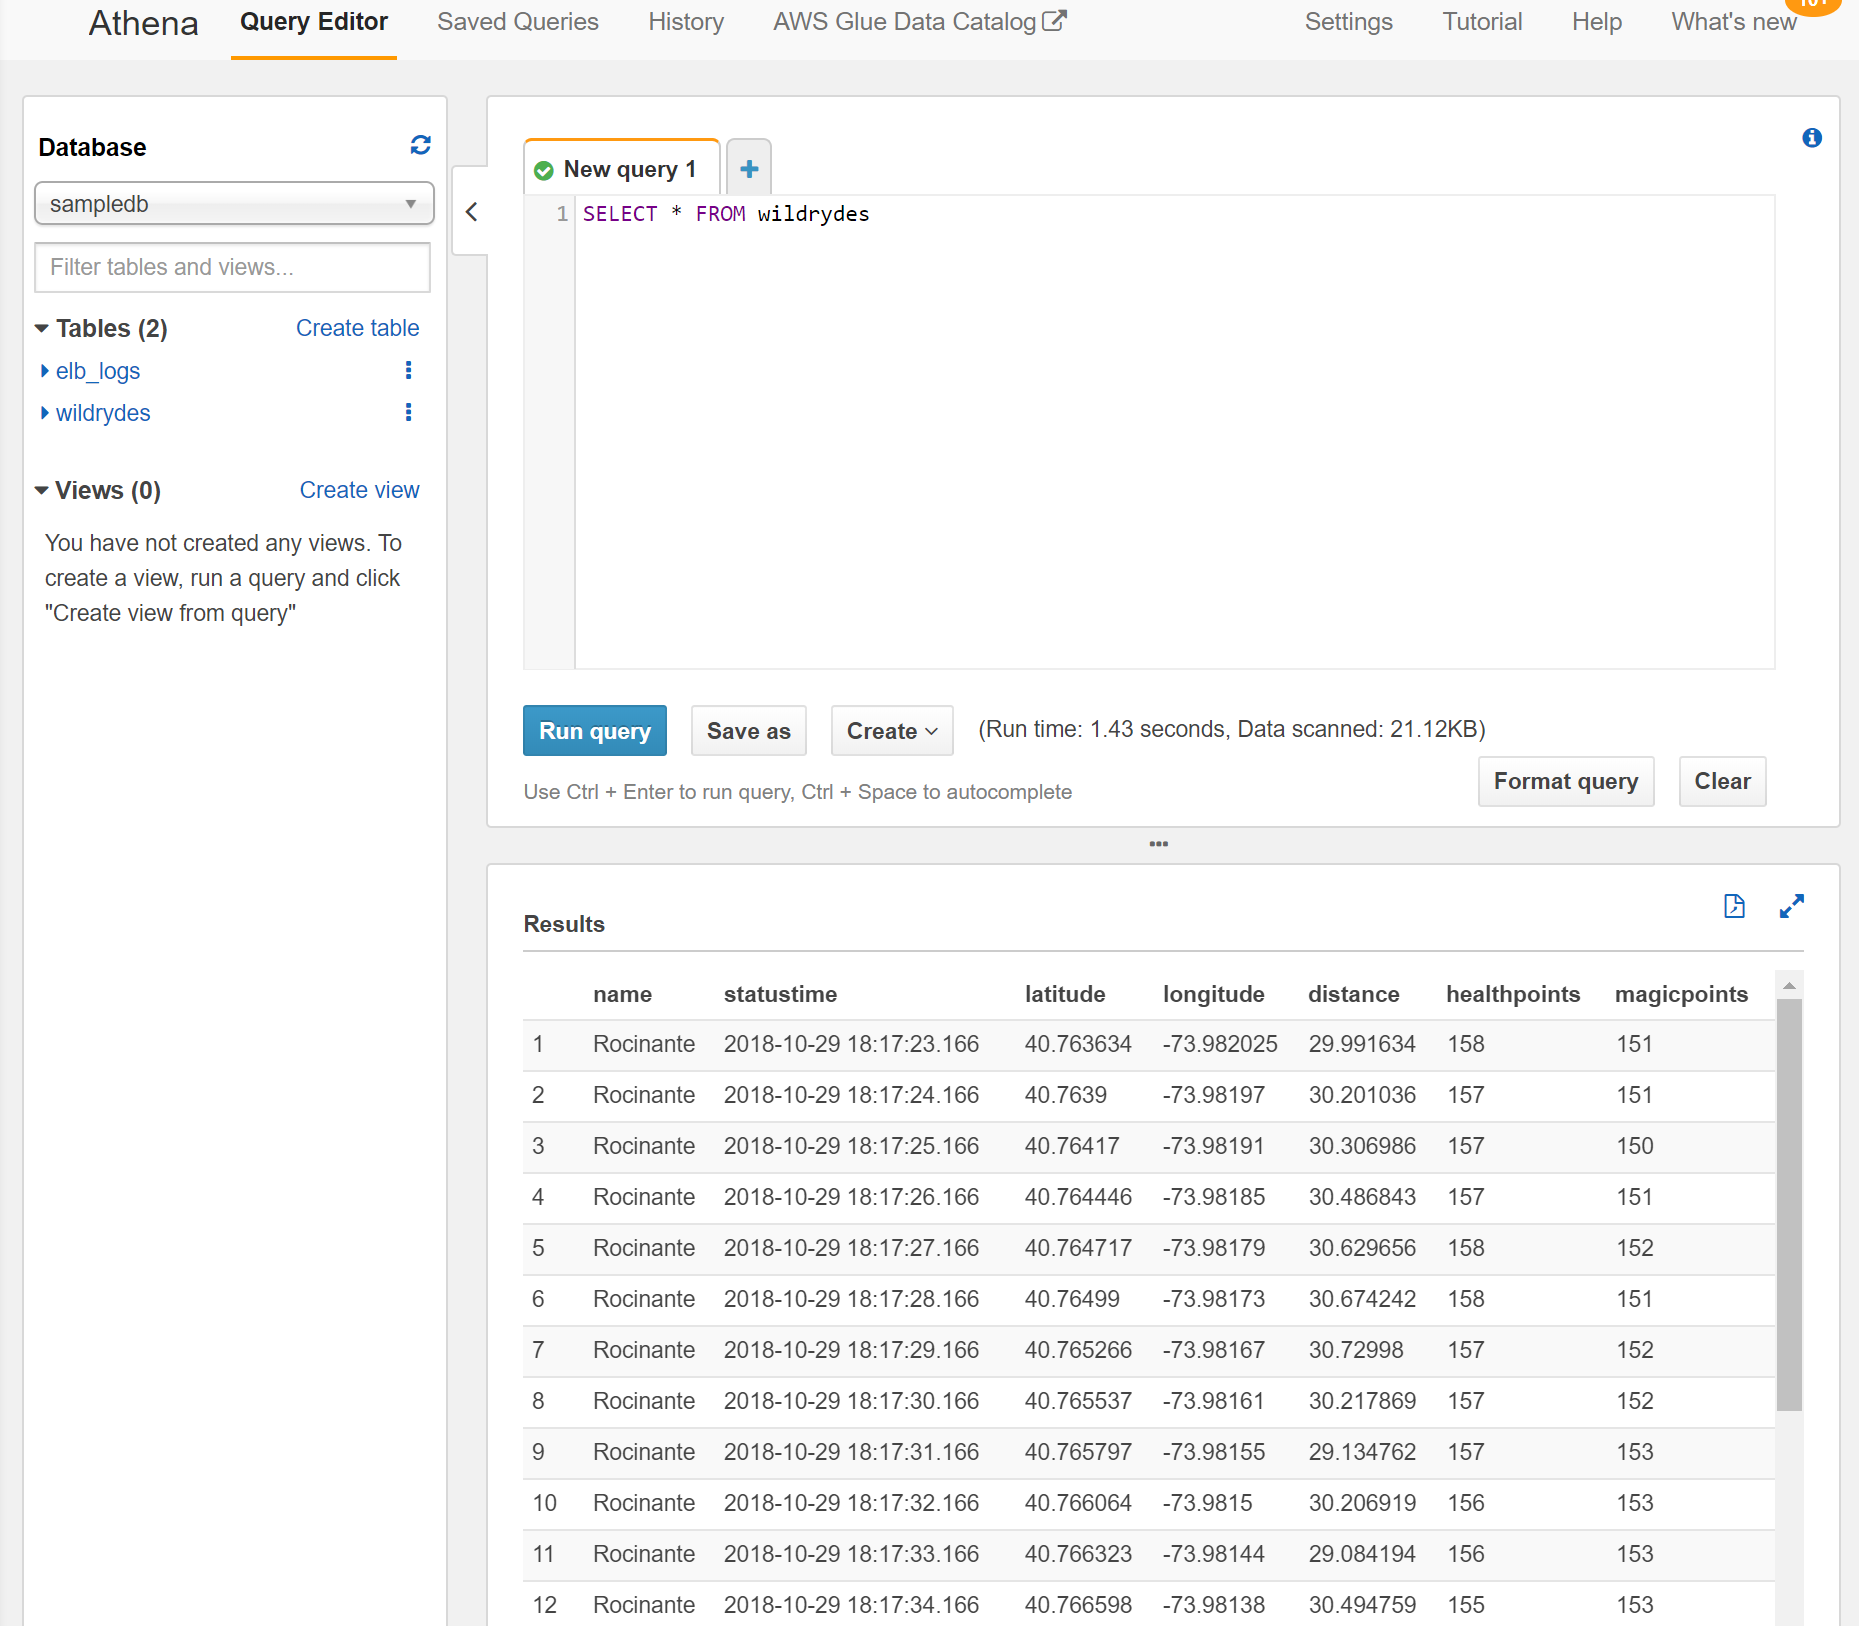 Athena Query Editor Saved Queries History AWS Glue Data Catalog Settings Tutorial Help What's new
Database
sampledb
Filter tables and views...
Tables (2) Create table
elb_logs
wildrydes
Views (0) Create view
You have not created any views. To
create a view, run a query and click
"Create view from query"
New query 1
1 SELECT * FROM wildrydes
Run query Save as Create (Run time: 1.43 seconds, Data scanned: 21.12KB)
Use Ctrl + Enter to run query, Ctrl + Space to autocomplete Format query Clear
Results
name statustime latitude longitude distance healthpoints magicpoints
1 Rocinante 2018-10-29 18:17:23.166 40.763634 -73.982025 29.991634 158 151
2 Rocinante 2018-10-29 18:17:24.166 40.7639 -73.98197 30.201036 157 151
3 Rocinante 2018-10-29 18:17:25.166 40.76417 -73.98191 30.306986 157 150
4 Rocinante 2018-10-29 18:17:26.166 40.764446 -73.98185 30.486843 157 151
5 Rocinante 2018-10-29 18:17:27.166 40.764717 -73.98179 30.629656 158 152
6 Rocinante 2018-10-29 18:17:28.166 40.76499 -73.98173 30.674242 158 151
7 Rocinante 2018-10-29 18:17:29.166 40.765266 -73.98167 30.72998 157 152
8 Rocinante 2018-10-29 18:17:30.166 40.765537 -73.98161 30.217869 157 152
9 Rocinante 2018-10-29 18:17:31.166 40.765797 -73.98155 29.134762 157 153
10 Rocinante 2018-10-29 18:17:32.166 40.766064 -73.9815 30.206919 156 153
11 Rocinante 2018-10-29 18:17:33.166 40.766323 -73.98144 29.084194 156 153
12 Rocinante 2018-10-29 18:17:34.166 40.766598 -73.98138 30.494759 155 153